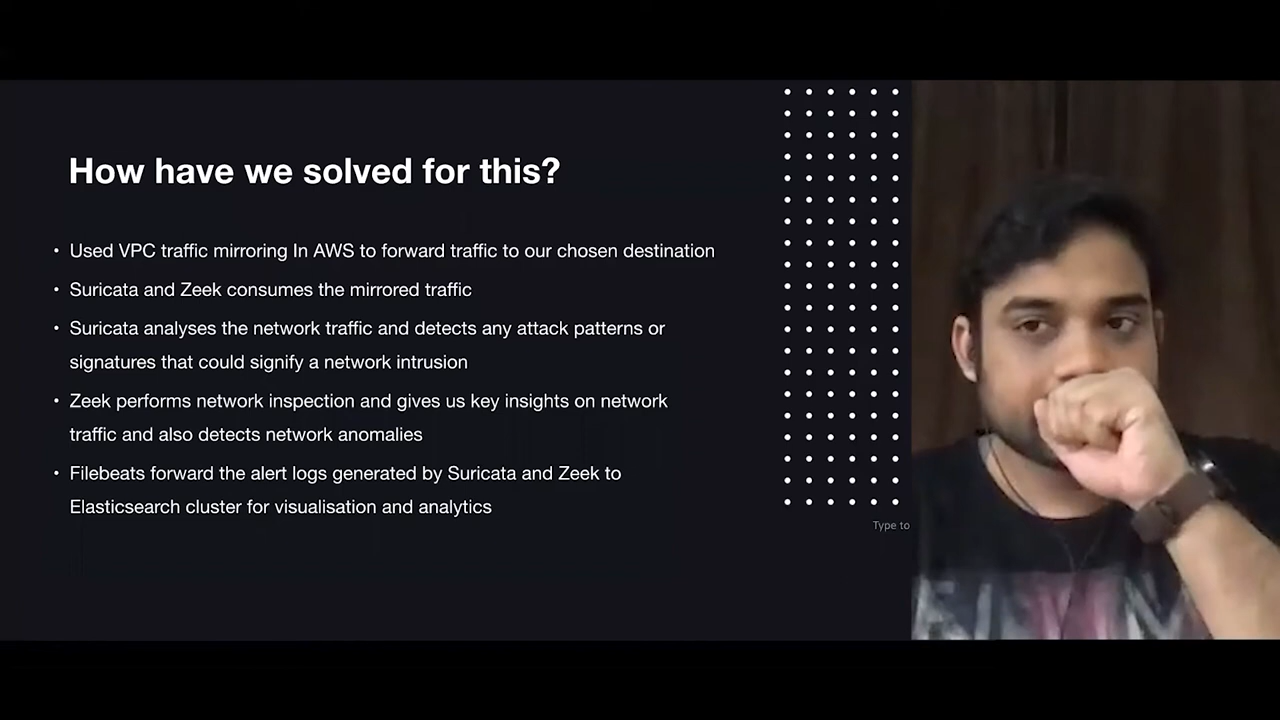 How have we solved for this?
• Used VPC traffic mirroring In AWS to forward traffic to our chosen destination
• Suricata and Zeek consumes the mirrored traffic
• Suricata analyses the network traffic and detects any attack patterns or
signatures that could signify a network intrusion
• Zeek performs network inspection and gives us key insights on network
traffic and also detects network anomalies
• Filebeats forward the alert logs generated by Suricata and Zeek to
Elasticsearch cluster for visualisation and analytics
Type to